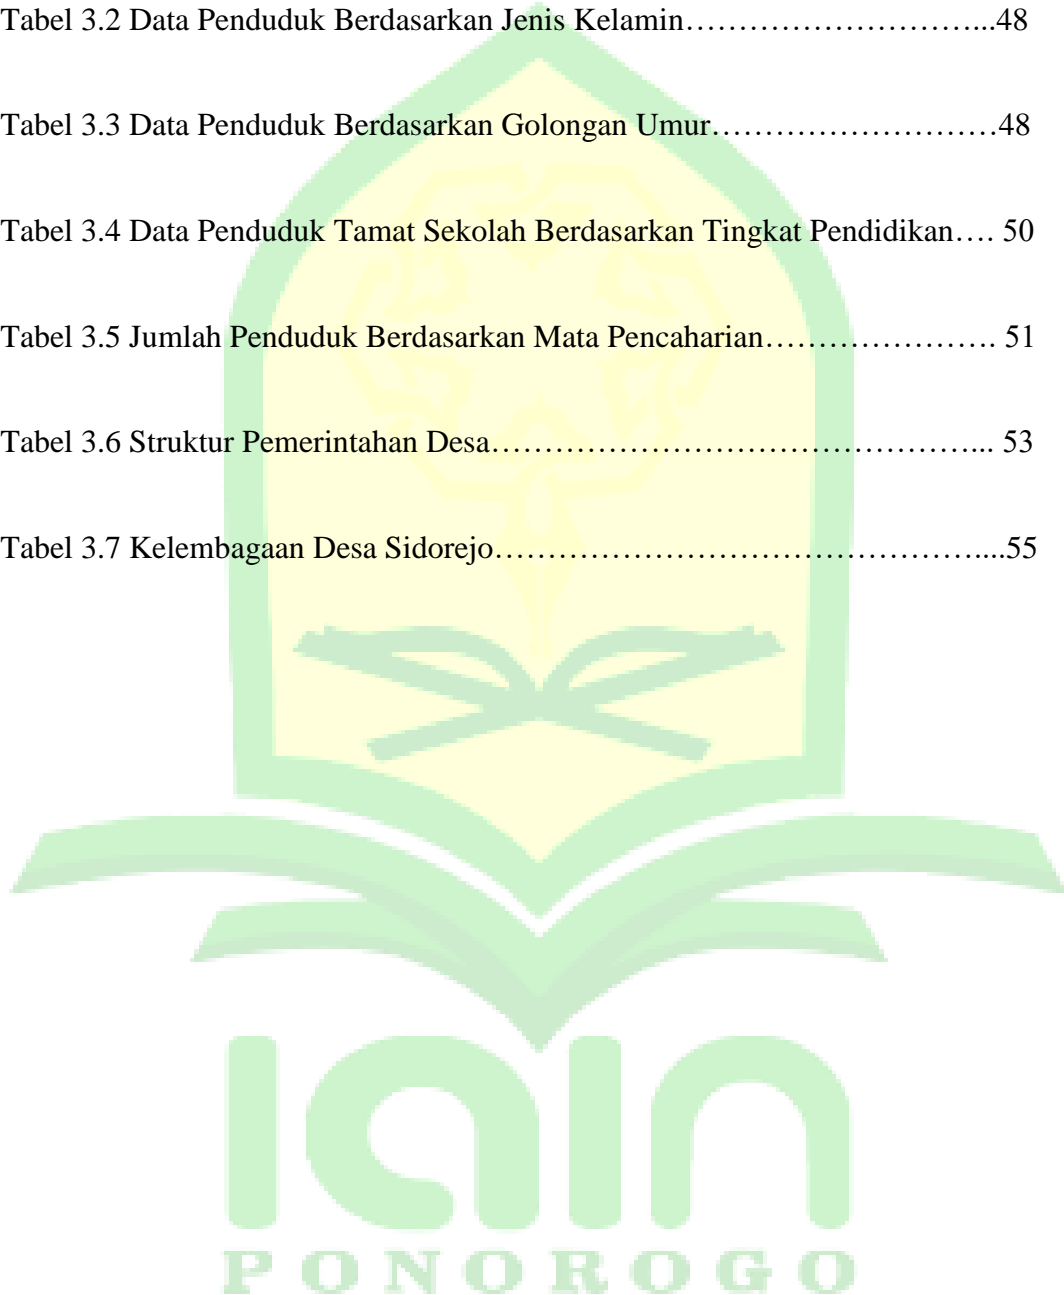 Tabel 3.2 Data Penduduk Berdasarkan Jenis Kelamin………………………...48
Tabel 3.3 Data Penduduk Berdasarkan Golongan Umur………………………48
Tabel 3.4 Data Penduduk Tamat Sekolah Berdasarkan Tingkat Pendidikan…. 50
Tabel 3.5 Jumlah Penduduk Berdasarkan Mata Pencaharian…………………. 51
Tabel 3.6 Struktur Pemerintahan Desa………………………………………... 53
Tabel 3.7 Kelembagaan Desa Sidorejo………………………………………....55
iain
PONOROGO